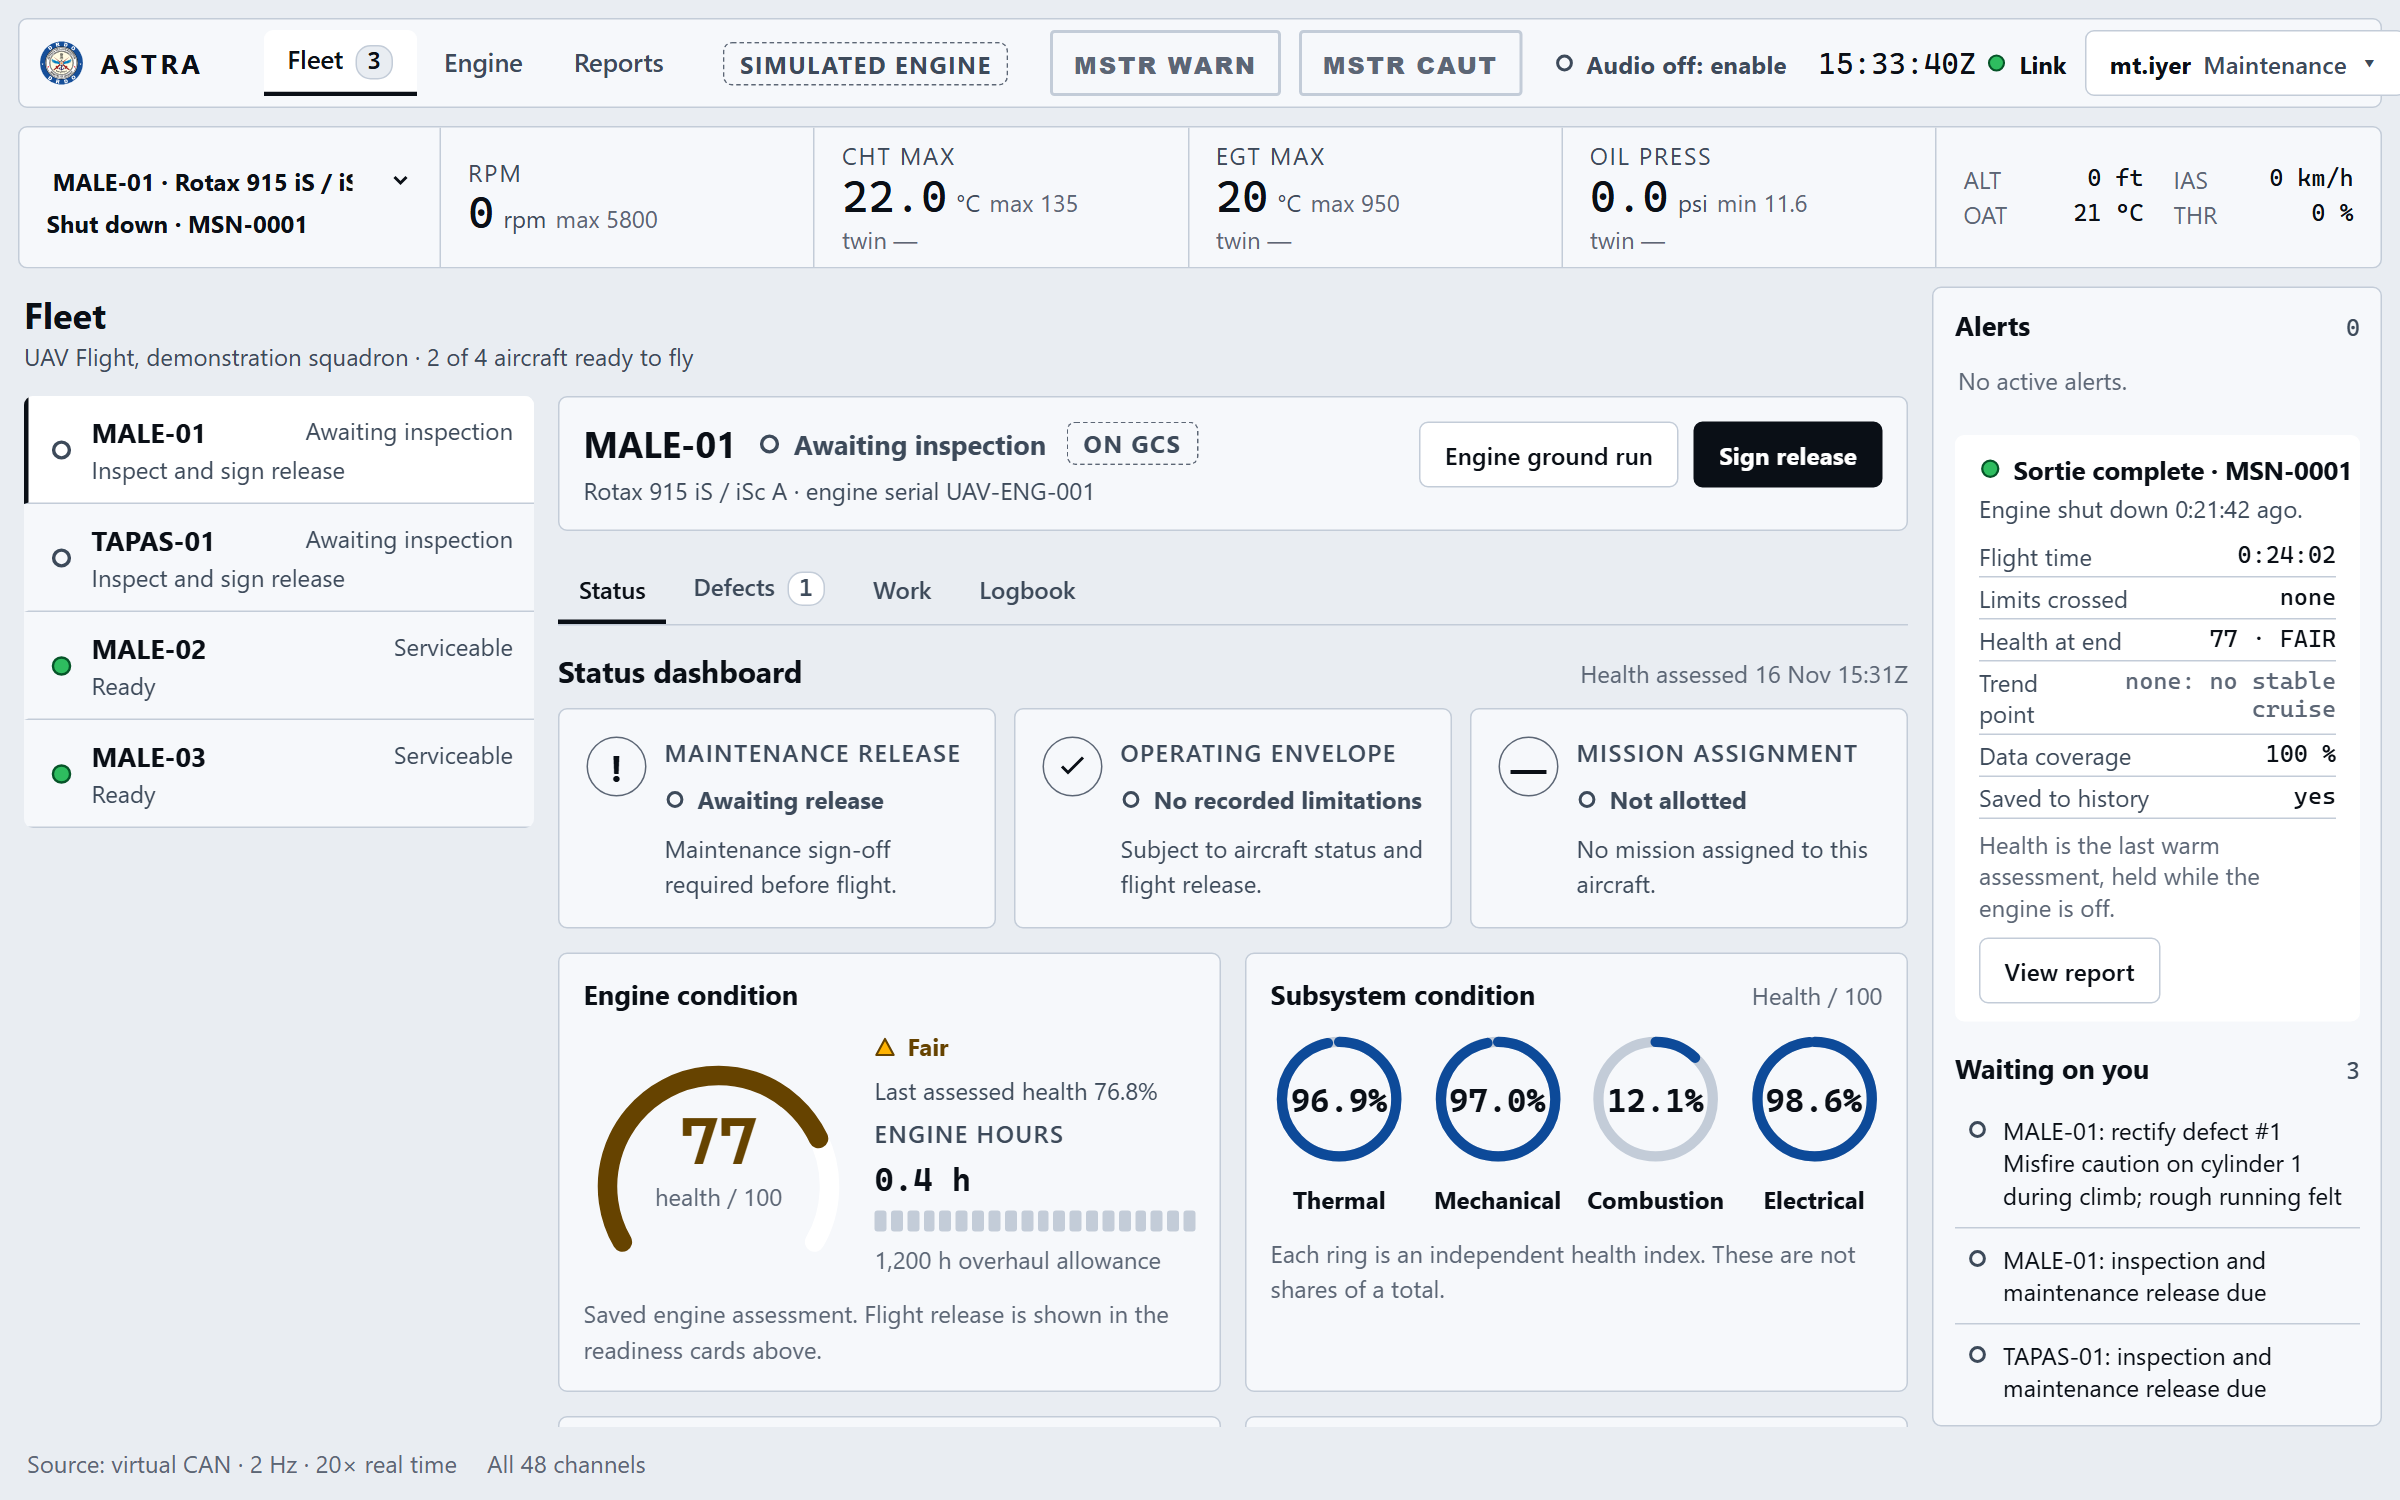 ASTRA
Fleet 3
Engine
Reports
SIMULATED ENGINE
MSTR WARN
MSTR CAUT
Audio off: enable
15:33:40Z
Link
mt.iyer Maintenance
MALE-01 · Rotax 915 iS / iS
Shut down · MSN-0001
RPM
0 rpm max 5800
CHT MAX
22.0 °C max 135
twin —
EGT MAX
20 °C max 950
twin —
OIL PRESS
0.0 psi min 11.6
twin —
ALT 0 ft IAS 0 km/h
OAT 21 °C THR 0 %
Fleet
UAV Flight, demonstration squadron · 2 of 4 aircraft ready to fly
MALE-01 Awaiting inspection
Inspect and sign release
TAPAS-01 Awaiting inspection
Inspect and sign release
MALE-02 Serviceable
Ready
MALE-03 Serviceable
Ready
MALE-01 Awaiting inspection ON GCS
Rotax 915 iS / iSc A · engine serial UAV-ENG-001
Engine ground run
Sign release
Status
Defects 1
Work
Logbook
Status dashboard
Health assessed 16 Nov 15:31Z
! MAINTENANCE RELEASE
Awaiting release
Maintenance sign-off
required before flight.
OPERATING ENVELOPE
No recorded limitations
Subject to aircraft status and
flight release.
MISSION ASSIGNMENT
Not allotted
No mission assigned to this
aircraft.
Engine condition
77
health / 100
Fair
Last assessed health 76.8%
ENGINE HOURS
0.4 h
1,200 h overhaul allowance
Saved engine assessment. Flight release is shown in the
readiness cards above.
Subsystem condition
Health / 100
96.9% 97.0% 12.1% 98.6%
Thermal Mechanical Combustion Electrical
Each ring is an independent health index. These are not
shares of a total.
Alerts 0
No active alerts.
Sortie complete · MSN-0001
Engine shut down 0:21:42 ago.
Flight time 0:24:02
Limits crossed none
Health at end 77 · FAIR
Trend point none: no stable cruise
Data coverage 100 %
Saved to history yes
Health is the last warm
assessment, held while the
engine is off.
View report
Waiting on you 3
MALE-01: rectify defect #1
Misfire caution on cylinder 1
during climb; rough running felt
MALE-01: inspection and
maintenance release due
TAPAS-01: inspection and
maintenance release due
Source: virtual CAN · 2 Hz · 20× real time
All 48 channels